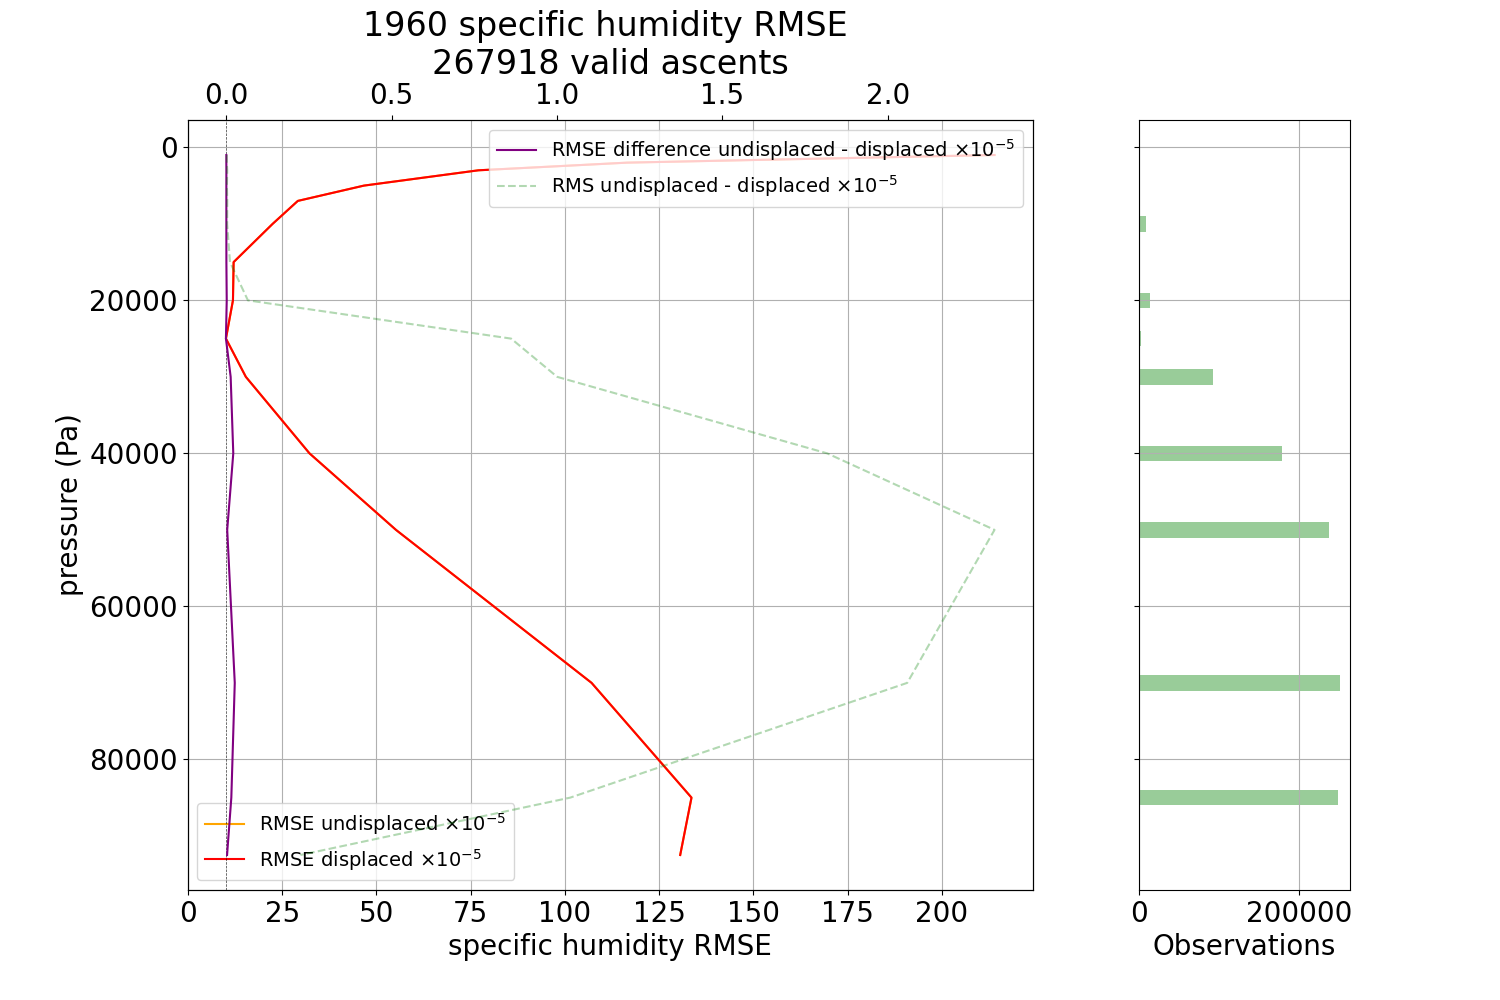 1960 specific humidity RMSE
267918 valid ascents
0.0 0.5 1.0 1.5 2.0
RMSE difference undisplaced - displaced ×10⁻⁵
RMS undisplaced - displaced ×10⁻⁵
0
20000
40000
60000
80000
pressure (Pa)
RMSE undisplaced ×10⁻⁵
RMSE displaced ×10⁻⁵
0 25 50 75 100 125 150 175 200
specific humidity RMSE
0 200000
Observations